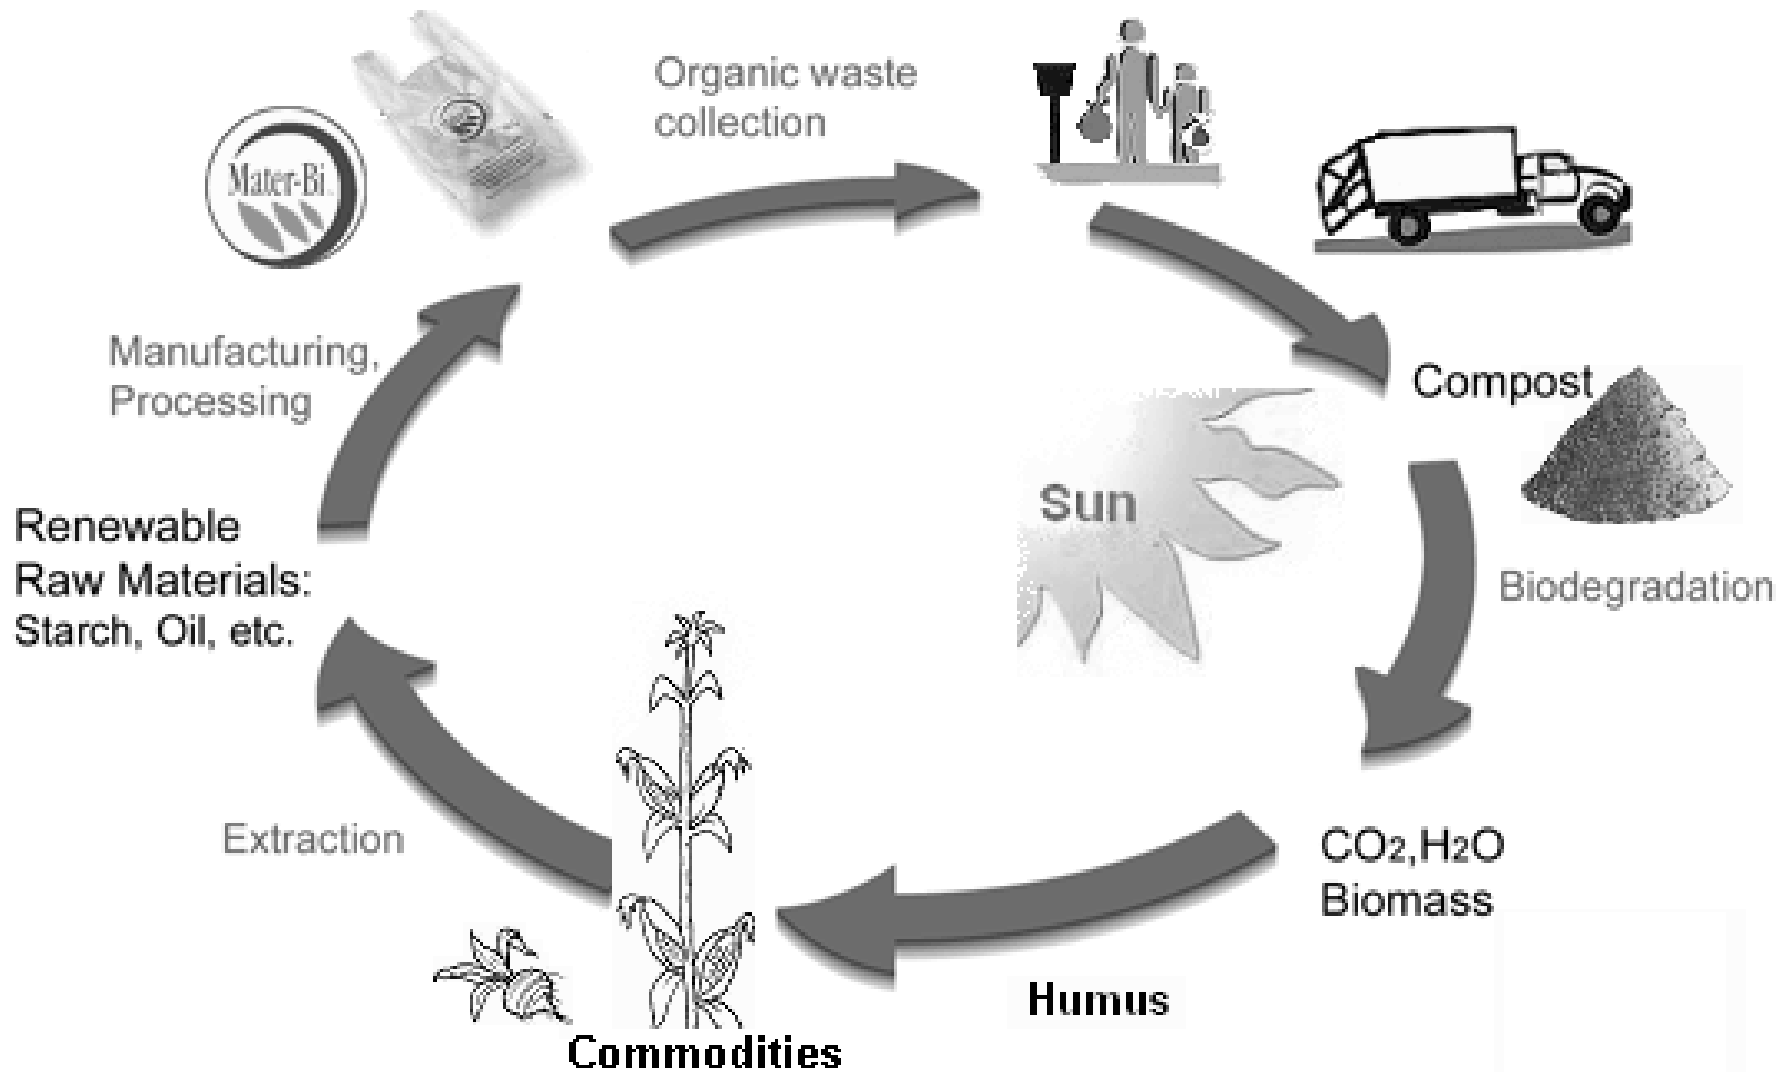 Organic waste
collection
Mater-Bi
Manufacturing,
Processing
Compost
Sun
Renewable
Raw Materials:
Starch, Oil, etc.
Biodegradation
Extraction
CO2,H2O
Biomass
Humus
Commodities